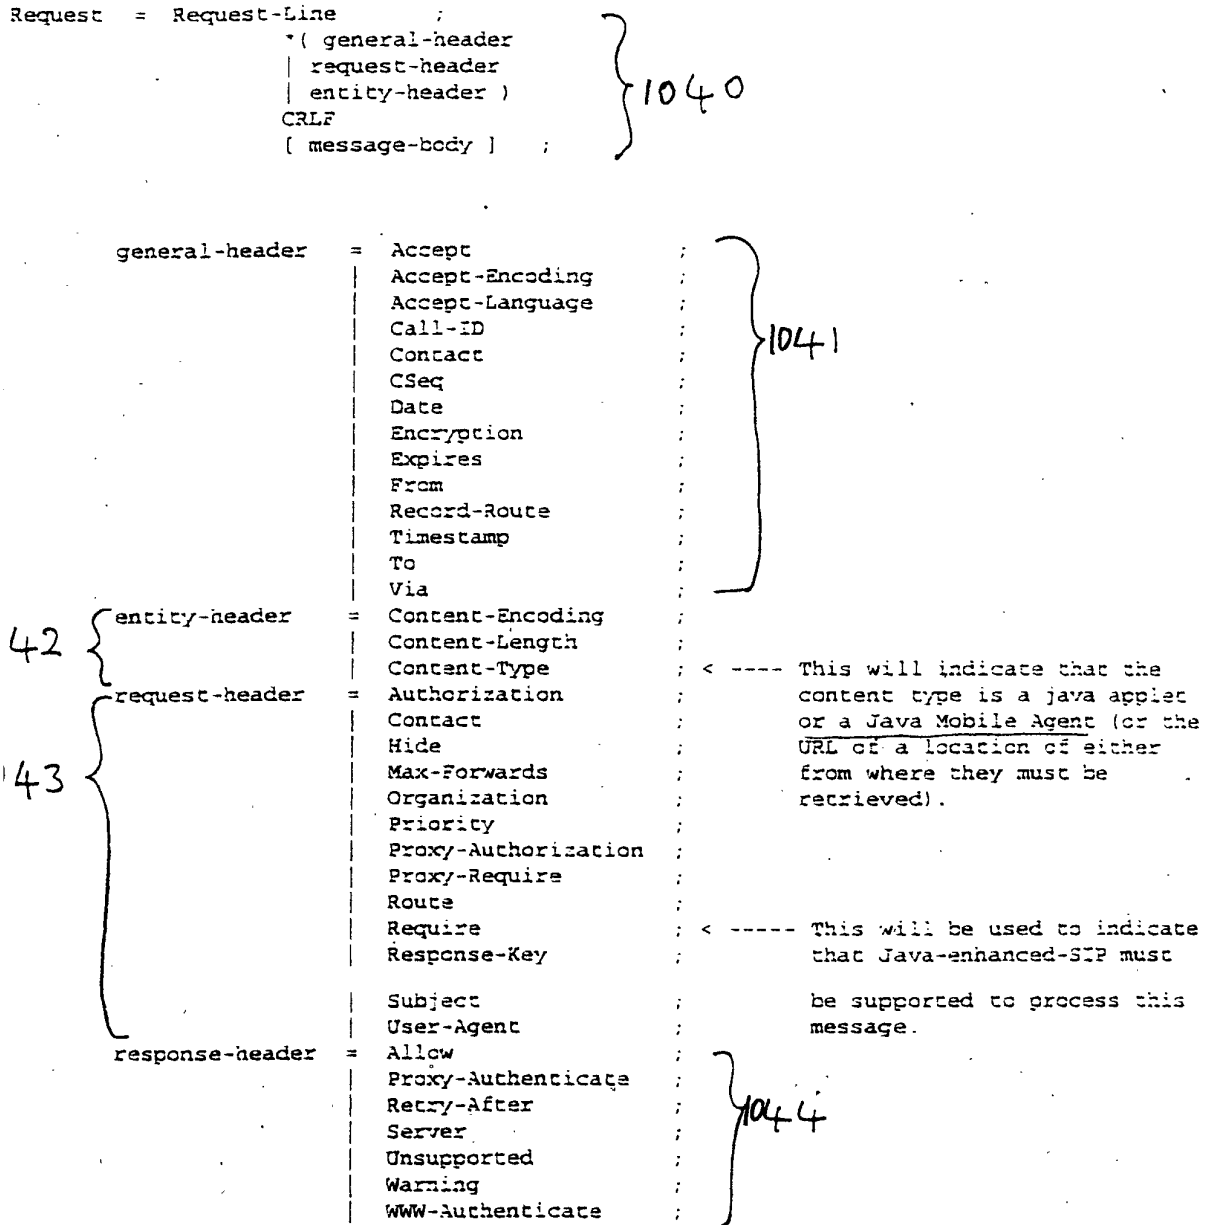 Request = Request-Line ;
*( general-header
| request-header
| entity-header )
CRLF
[ message-body ] ;
1040
general-header = Accept ;
| Accept-Encoding ;
| Accept-Language ;
| Call-ID ;
| Contact ;
| CSeq ;
| Date ;
| Encryption ;
| Expires ;
| From ;
| Record-Route ;
| Timestamp ;
| To ;
| Via ;
1041
entity-header = Content-Encoding ;
| Content-Length ;
| Content-Type ; < ---- This will indicate that the
42
request-header = Authorization ; content type is a java applet
| Contact ; or a Java Mobile Agent (or the
| Hide ; URL of a location of either
| Max-Forwards ; from where they must be
| Organization ; retrieved).
| Priority ;
| Proxy-Authorization ;
| Proxy-Require ;
| Route ;
| Require ; < ----- This will be used to indicate
| Response-Key ; that Java-enhanced-SIP must
| Subject ; be supported to process this
| User-Agent ; message.
43
response-header = Allow ;
| Proxy-Authenticate ;
| Retry-After ;
| Server ;
| Unsupported ;
| Warning ;
| WWW-Authenticate ;
1044